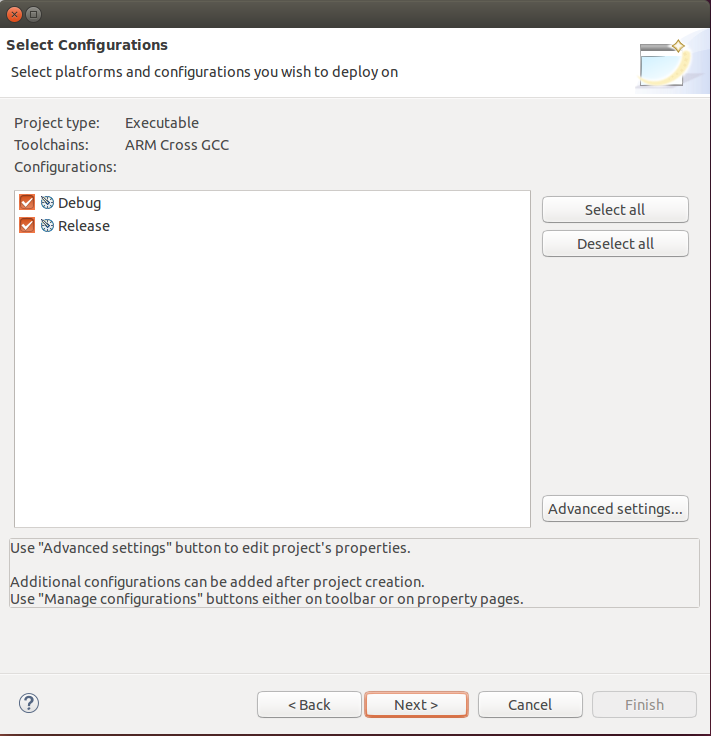 Select Configurations
Select platforms and configurations you wish to deploy on
Project type: Executable
Toolchains: ARM Cross GCC
Configurations:
Debug
Release
Select all
Deselect all
Advanced settings...
Use "Advanced settings" button to edit project's properties.
Additional configurations can be added after project creation.
Use "Manage configurations" buttons either on toolbar or on property pages.
?
< Back
Next >
Cancel
Finish